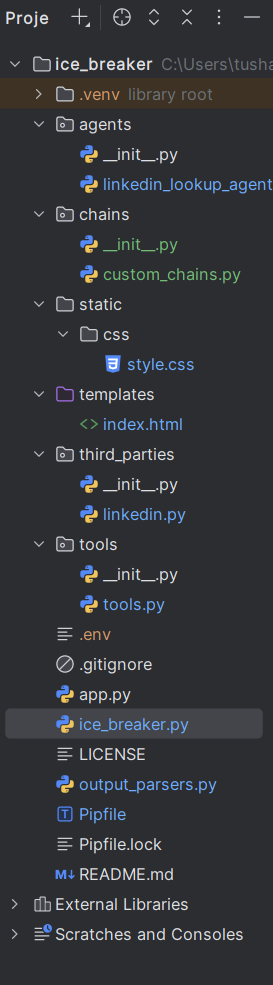 Proje
ice_breaker C:\Users\tusha
.venv library root
agents
__init__.py
linkedin_lookup_agent
chains
__init__.py
custom_chains.py
static
css
style.css
templates
<> index.html
third_parties
__init__.py
linkedin.py
tools
__init__.py
tools.py
.env
.gitignore
app.py
ice_breaker.py
LICENSE
output_parsers.py
T Pipfile
Pipfile.lock
M↓ README.md
External Libraries
Scratches and Consoles